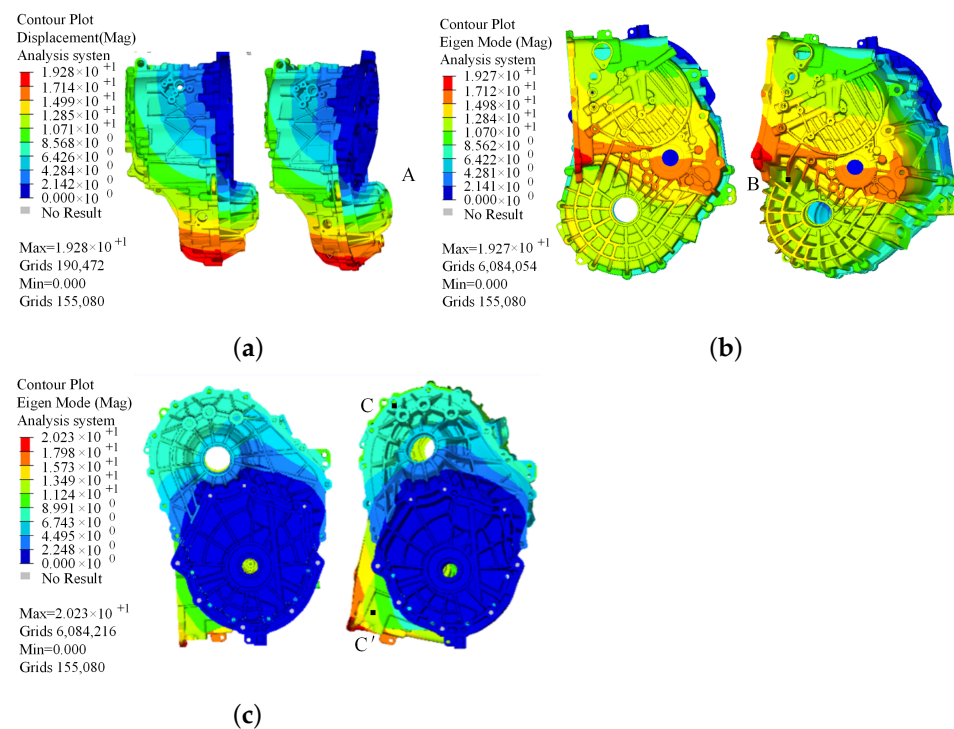 Contour Plot
Displacement(Mag)
Analysis system
1.928×10 +1
1.714×10 +1
1.499×10 +1
1.285×10 +1
1.071×10 +1
8.568×10 0
6.426×10 0
4.284×10 0
2.142×10 0
0.000×10 0
No Result
Max=1.928×10 +1
Grids 190,472
Min=0.000
Grids 155,080
A
(a)
Contour Plot
Eigen Mode (Mag)
Analysis system
1.927×10 +1
1.712×10 +1
1.498×10 +1
1.284×10 +1
1.070×10 +1
8.562×10 0
6.422×10 0
4.281×10 0
2.141×10 0
0.000×10 0
No Result
Max=1.927×10 +1
Grids 6,084,054
Min=0.000
Grids 155,080
B
(b)
Contour Plot
Eigen Mode (Mag)
Analysis system
2.023×10 +1
1.798×10 +1
1.573×10 +1
1.349×10 +1
1.124×10 +1
8.991×10 0
6.743×10 0
4.495×10 0
2.248×10 0
0.000×10 0
No Result
Max=2.023×10 +1
Grids 6,084,216
Min=0.000
Grids 155,080
C
C′
(c)